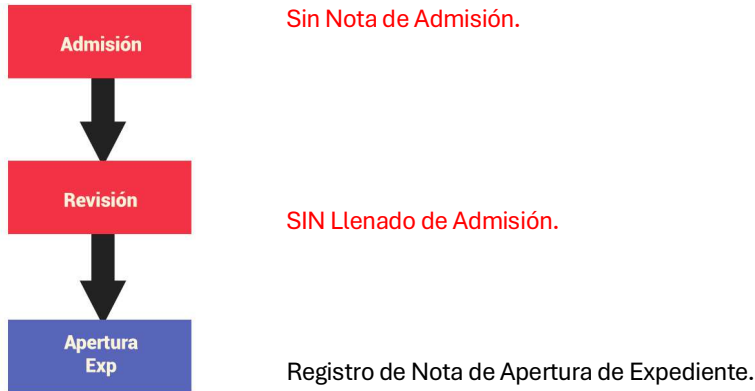 Sin Nota de Admisión.
Admisión
Revisión
SIN Llenado de Admisión.
Apertura
Exp
Registro de Nota de Apertura de Expediente.